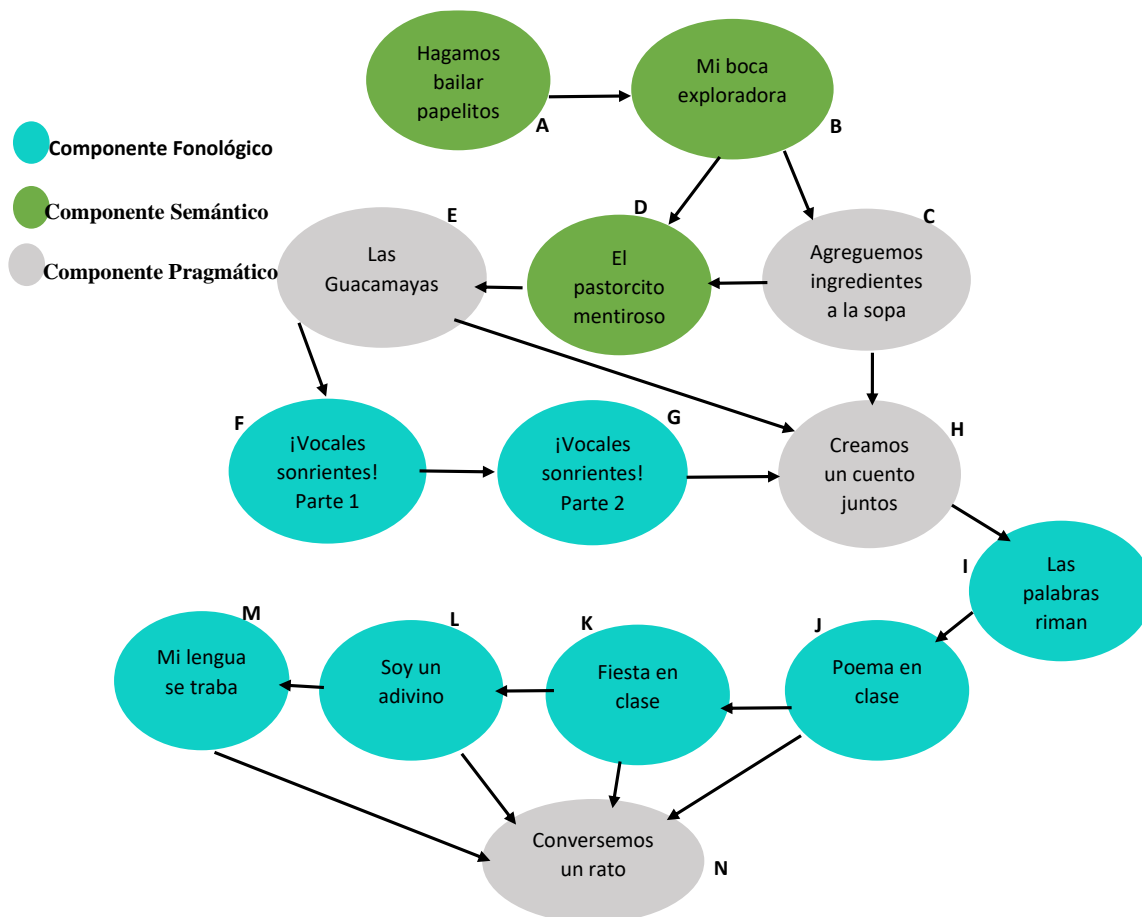 Hagamos
bailar
papelitos
A
Mi boca
exploradora
B
Componente Fonológico
Componente Semántico
Componente Pragmático
E
Las
Guacamayas
D
El
pastorcito
mentiroso
C
Agreguemos
ingredientes
a la sopa
F
¡Vocales
sonrientes!
Parte 1
G
¡Vocales
sonrientes!
Parte 2
H
Creamos
un cuento
juntos
I
Las
palabras
riman
M
Mi lengua
se traba
L
Soy un
adivino
K
Fiesta en
clase
J
Poema en
clase
Conversemos
un rato
N